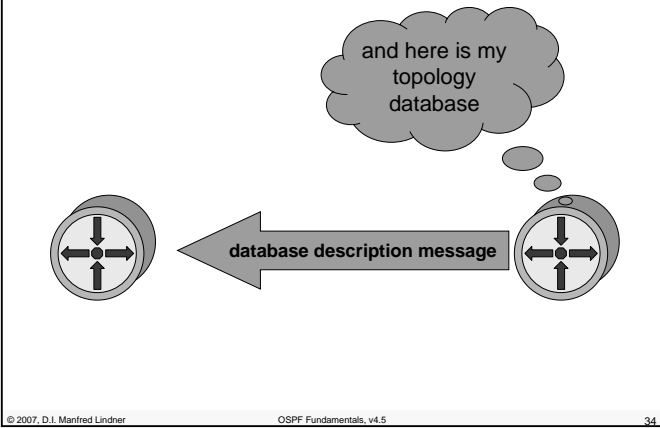 and here is my
topology
database
database description message
© 2007, D.I. Manfred Lindner
OSPF Fundamentals, v4.5
34